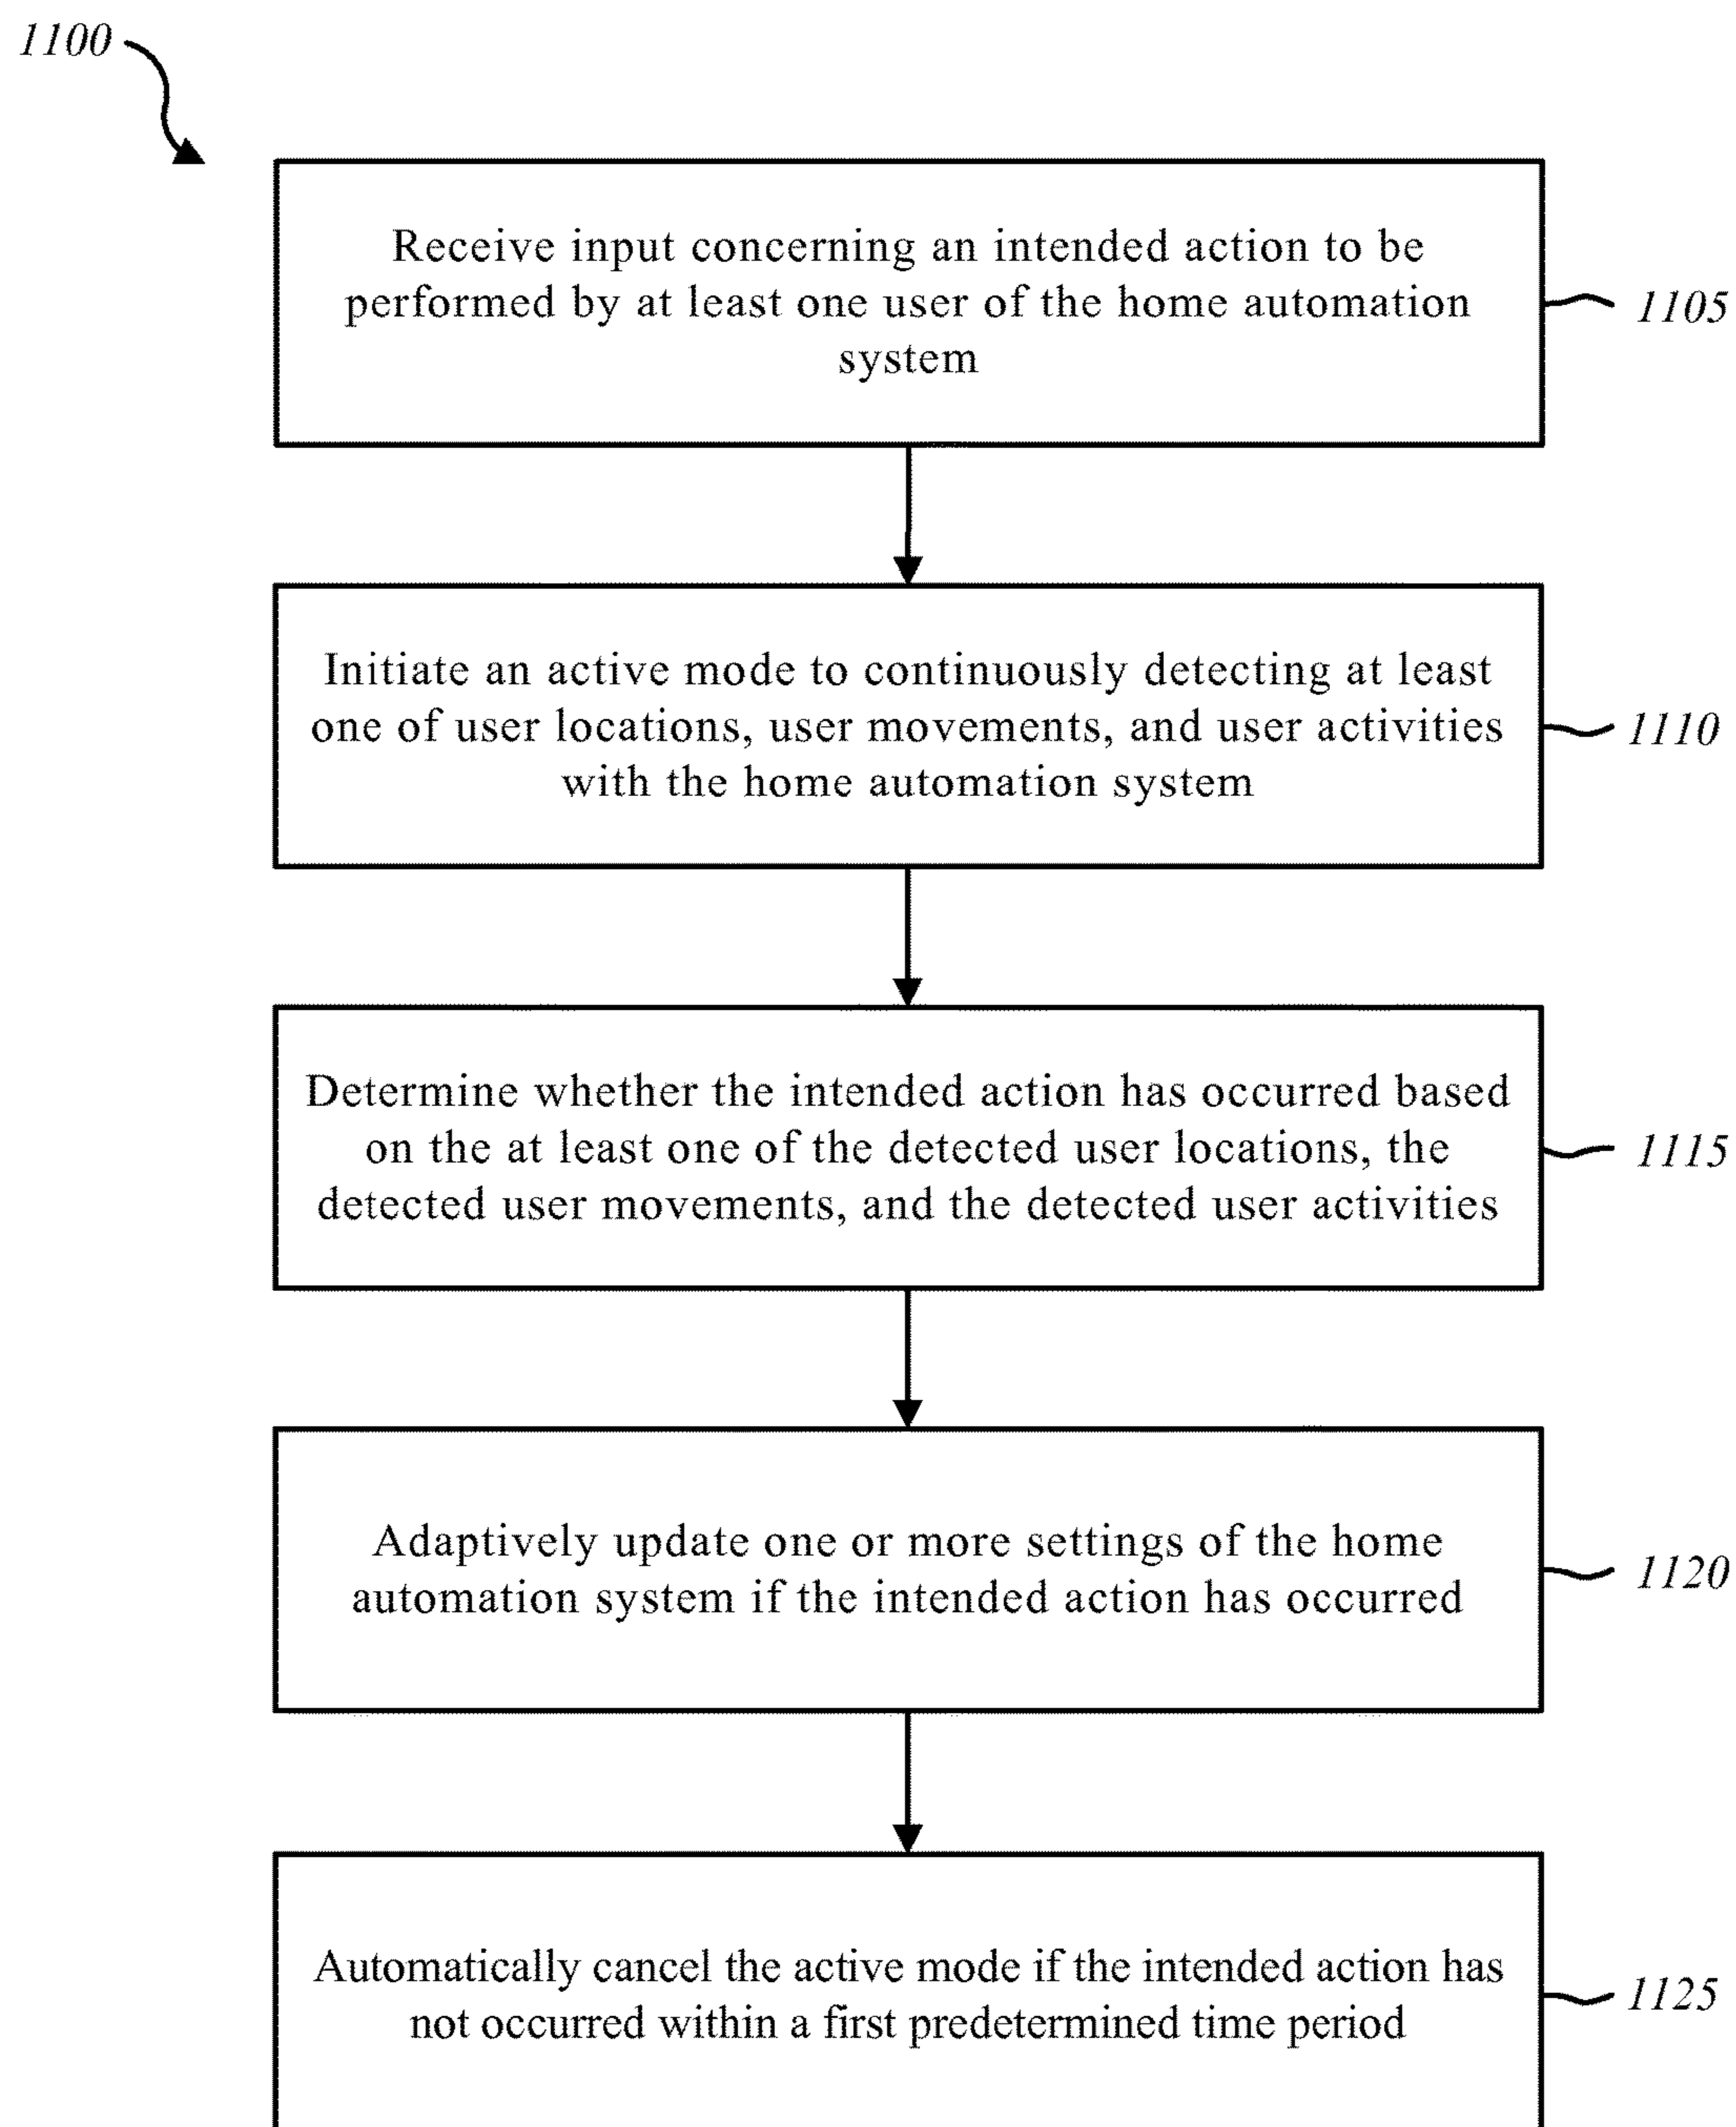 1100
Receive input concerning an intended action to be
performed by at least one user of the home automation
system
1105
Initiate an active mode to continuously detecting at least
one of user locations, user movements, and user activities
with the home automation system
1110
Determine whether the intended action has occurred based
on the at least one of the detected user locations, the
detected user movements, and the detected user activities
1115
Adaptively update one or more settings of the home
automation system if the intended action has occurred
1120
Automatically cancel the active mode if the intended action has
not occurred within a first predetermined time period
1125